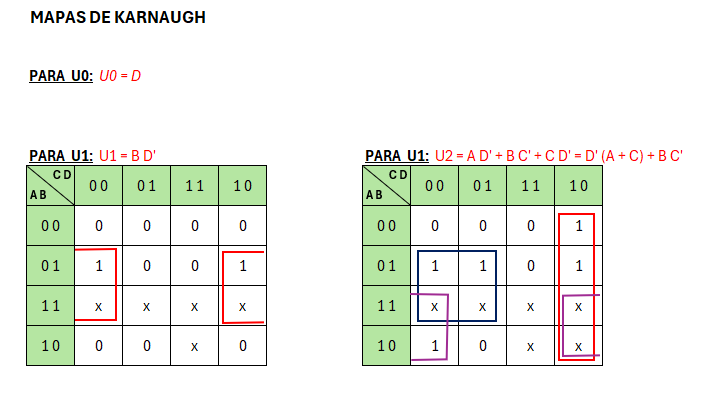 MAPAS DE KARNAUGH
PARA U0: U0 = D
PARA U1: U1 = B D'
CD
AB
00 01 11 10
00 0 0 0 0
01 1 0 0 1
11 x x x x
10 0 0 x 0
PARA U1: U2 = A D' + B C' + C D' = D' (A + C) + B C'
CD
AB
00 01 11 10
00 0 0 0 1
01 1 1 0 1
11 x x x x
10 1 0 x x